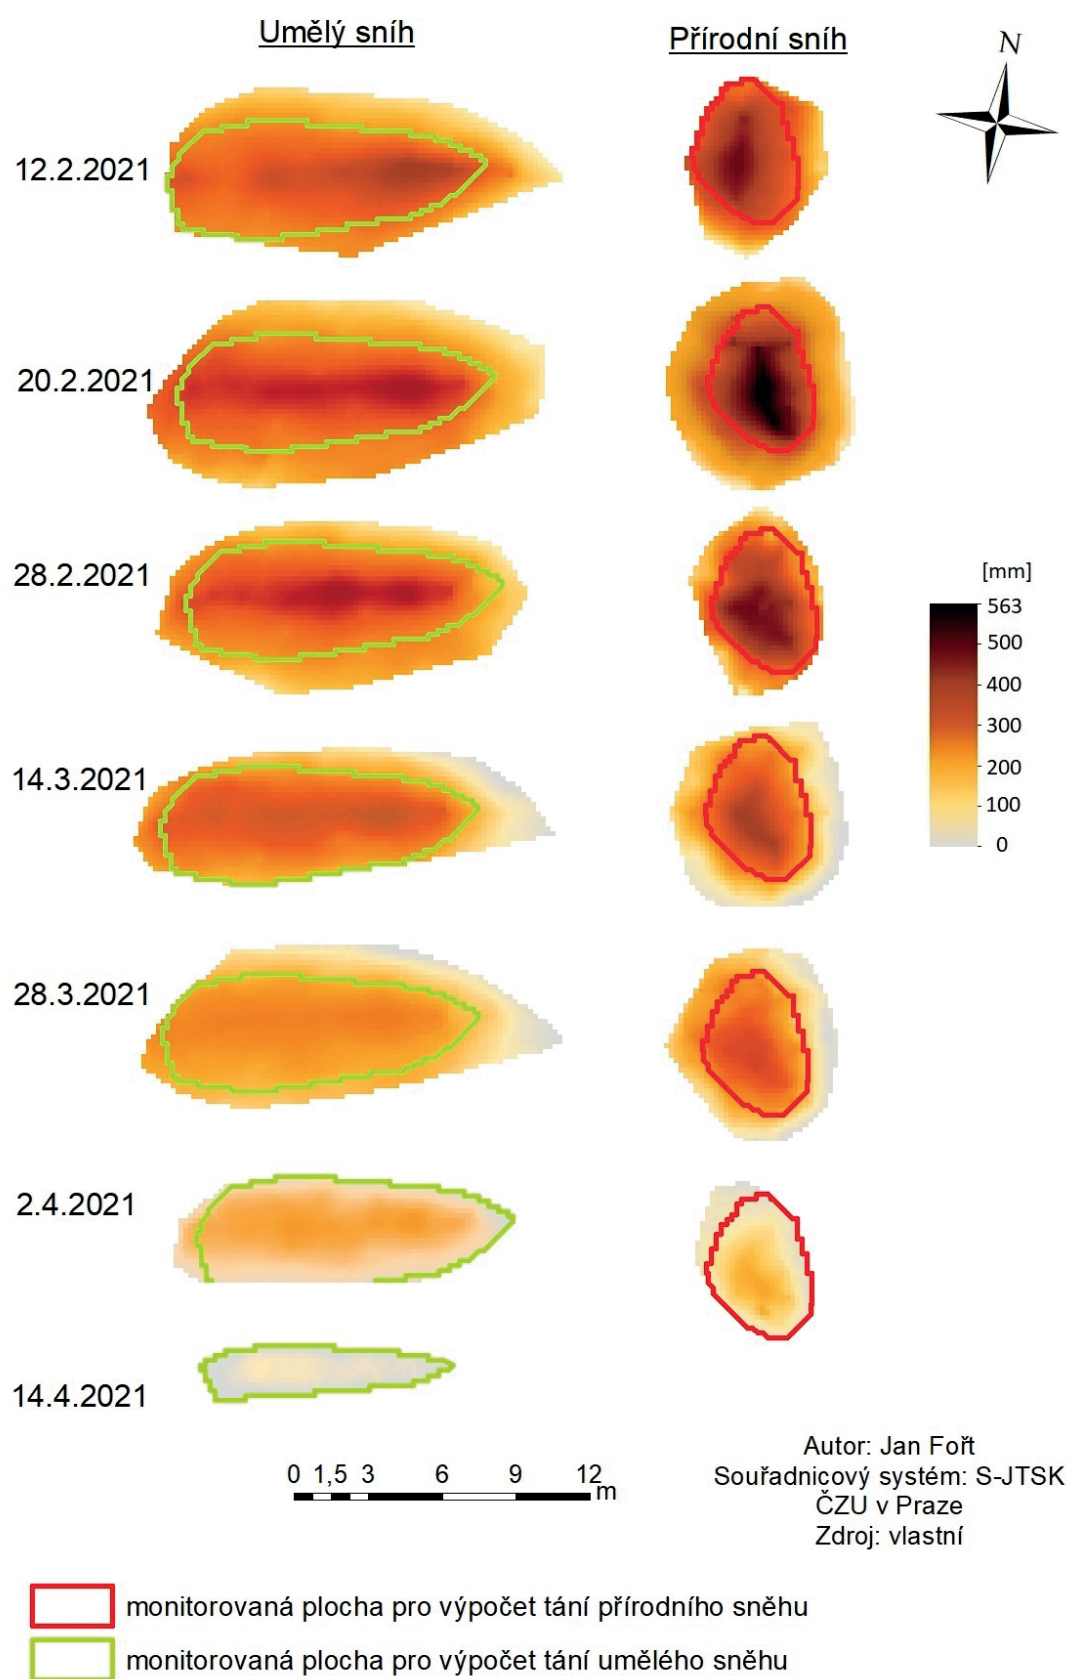 Umělý sníh
Přírodní sníh
N
12.2.2021
20.2.2021
28.2.2021
[mm]
563
500
400
300
200
100
0
14.3.2021
28.3.2021
2.4.2021
14.4.2021
0 1,5 3 6 9 12
m
Autor: Jan Fořt
Souřadnicový systém: S-JTSK
ČZU v Praze
Zdroj: vlastní
monitorovaná plocha pro výpočet tání přírodního sněhu
monitorovaná plocha pro výpočet tání umělého sněhu